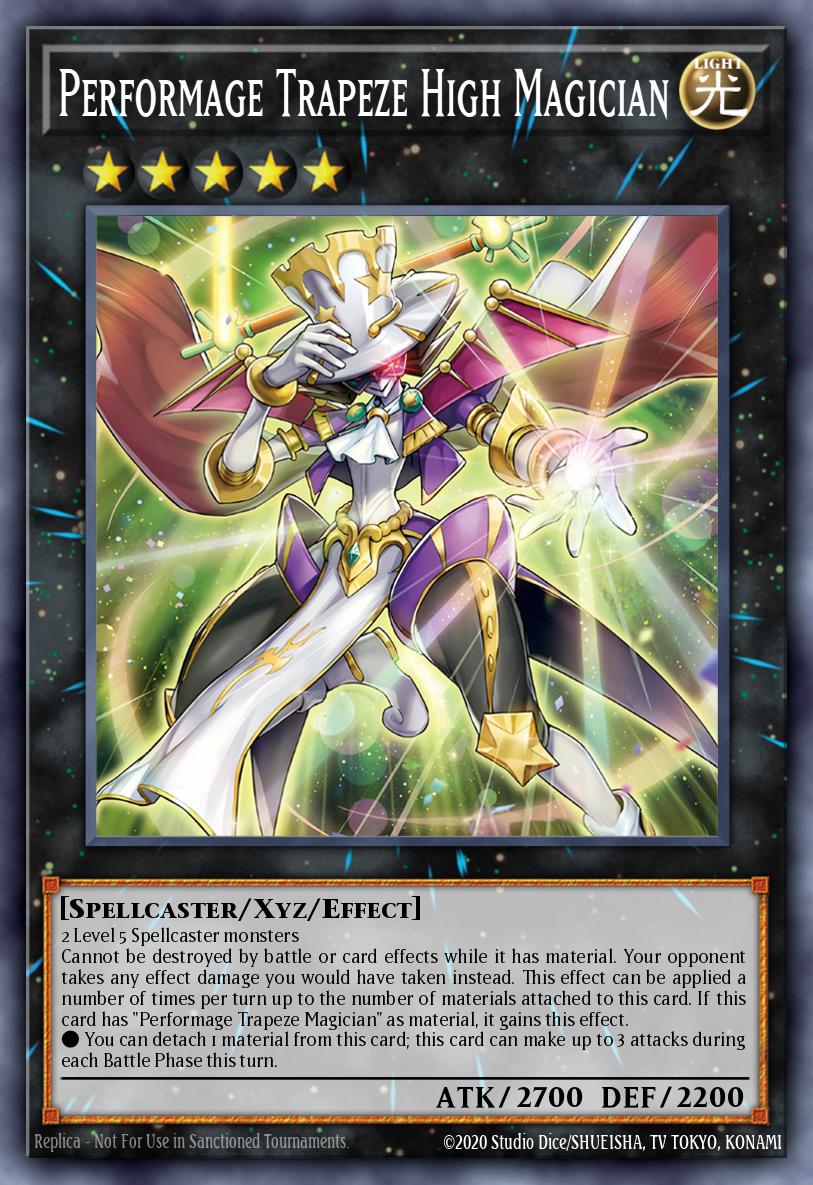 PERFORMAGE TRAPEZE HIGH MAGICIAN
LIGHT
光
[SPELLCASTER/XYZ/EFFECT]
2 Level 5 Spellcaster monsters
Cannot be destroyed by battle or card effects while it has material. Your opponent
takes any effect damage you would have taken instead. This effect can be applied a
number of times per turn up to the number of materials attached to this card. If this
card has "Performage Trapeze Magician" as material, it gains this effect.
● You can detach 1 material from this card; this card can make up to 3 attacks during
each Battle Phase this turn.
ATK/2700 DEF/2200
Replica - Not For Use in Sanctioned Tournaments.
©2020 Studio Dice/SHUEISHA, TV TOKYO, KONAMI